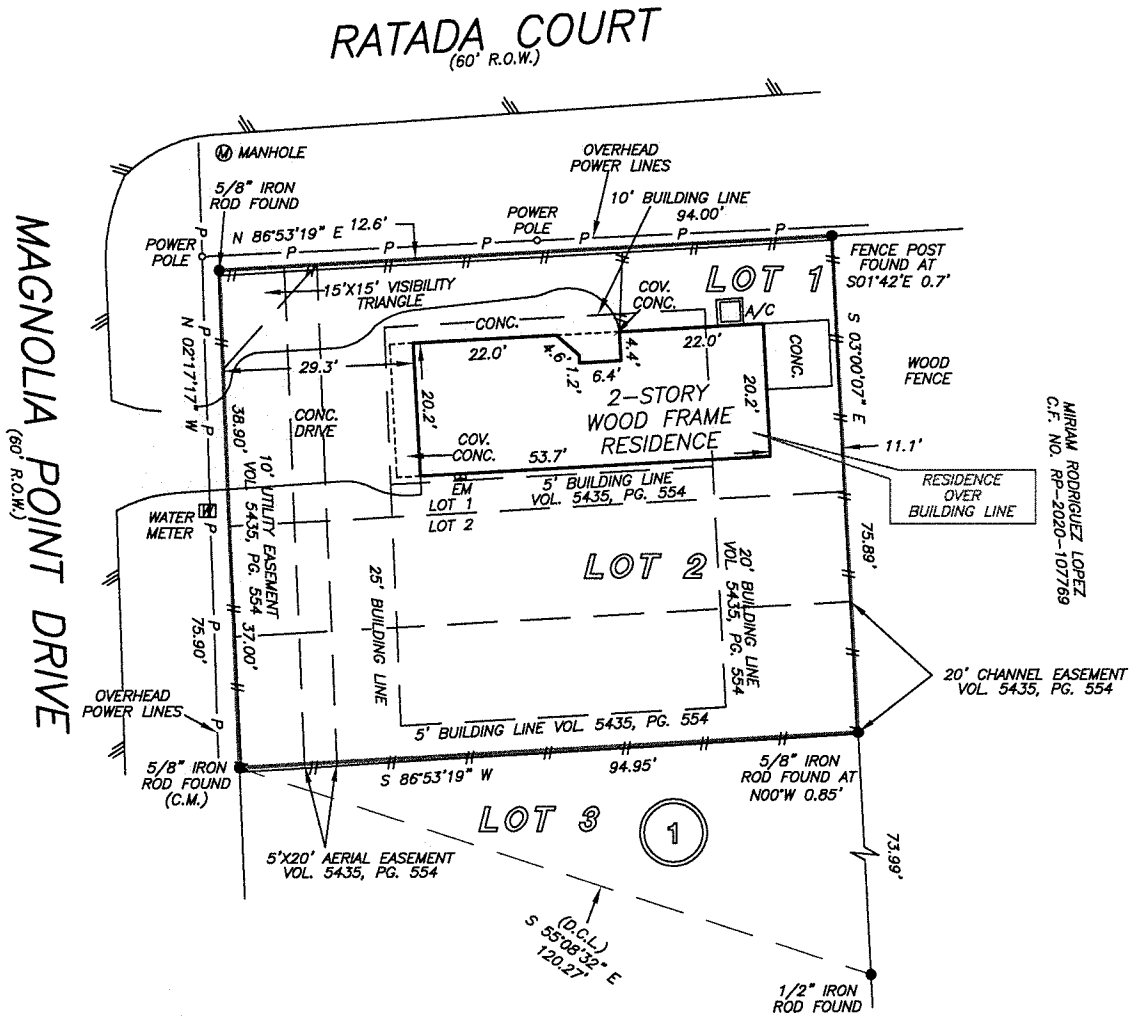 RATADA COURT
(60' R.O.W.)
MANHOLE
M
5/8" IRON
ROD FOUND
OVERHEAD
POWER LINES
10' BUILDING LINE
94.00'
POWER
POLE
N 86°53'19" E
12.6'
P P P P P P
POWER
POLE
FENCE POST
FOUND AT
S01°42'E 0.7'
LOT 1
15'X15' VISIBILITY
TRIANGLE
COV.
CONC.
A/C
CONC.
22.0'
4.6'
1.2'
6.4'
4.4'
22.0'
CONC.
S 03°00'07" E
WOOD
FENCE
MAGNOLIA POINT DRIVE
(60' R.O.W.)
N 02°17'17" W
P P P P P P
29.3'
20.2'
2-STORY
WOOD FRAME
RESIDENCE
20.2'
MIRIAM RODRIGUEZ LOPEZ
C.F. NO. RP-2020-107769
38.90'
CONC.
DRIVE
COV.
CONC.
53.7'
11.1'
RESIDENCE
OVER
BUILDING LINE
EM
5' BUILDING LINE
VOL. 5435, PG. 554
LOT 1
LOT 2
WATER
METER
W
10' UTILITY EASEMENT
VOL. 5435, PG. 554
37.00'
75.90'
75.89'
LOT 2
25' BUILDING LINE
20' BUILDING LINE
VOL. 5435, PG. 554
20' CHANNEL EASEMENT
VOL. 5435, PG. 554
OVERHEAD
POWER LINES
5' BUILDING LINE VOL. 5435, PG. 554
5/8" IRON
ROD FOUND
(C.M.)
S 86°53'19" W
94.95'
5/8" IRON
ROD FOUND AT
N00°W 0.85'
LOT 3
1
5'X20' AERIAL EASEMENT
VOL. 5435, PG. 554
73.99'
(D.C.L.)
S 55°08'32" E
120.27'
1/2" IRON
ROD FOUND